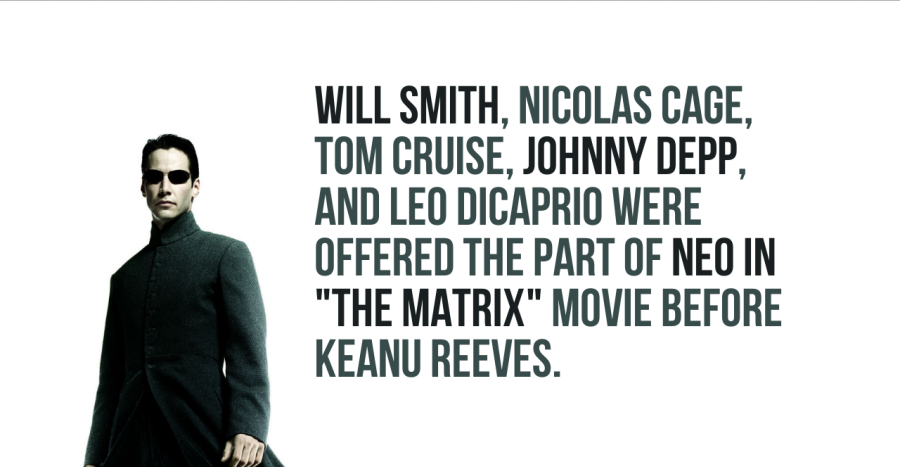 WILL SMITH, NICOLAS CAGE,
TOM CRUISE, JOHNNY DEPP,
AND LEO DICAPRIO WERE
OFFERED THE PART OF NEO IN
"THE MATRIX" MOVIE BEFORE
KEANU REEVES.